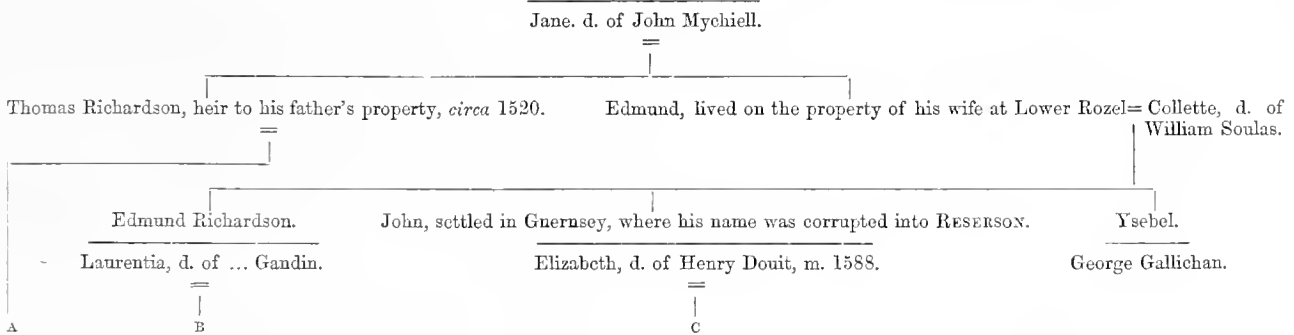 Jane. d. of John Mychiell.
=
Thomas Richardson, heir to his father's property, circa 1520.
=
Edmund, lived on the property of his wife at Lower Rozel= Collette, d. of
William Soulas.
Edmund Richardson.
Laurentia, d. of ... Gandin.
=
John, settled in Guernsey, where his name was corrupted into RESERSON.
Elizabeth, d. of Henry Douit, m. 1588.
=
Ysebel.
George Gallichan.
A
B
C